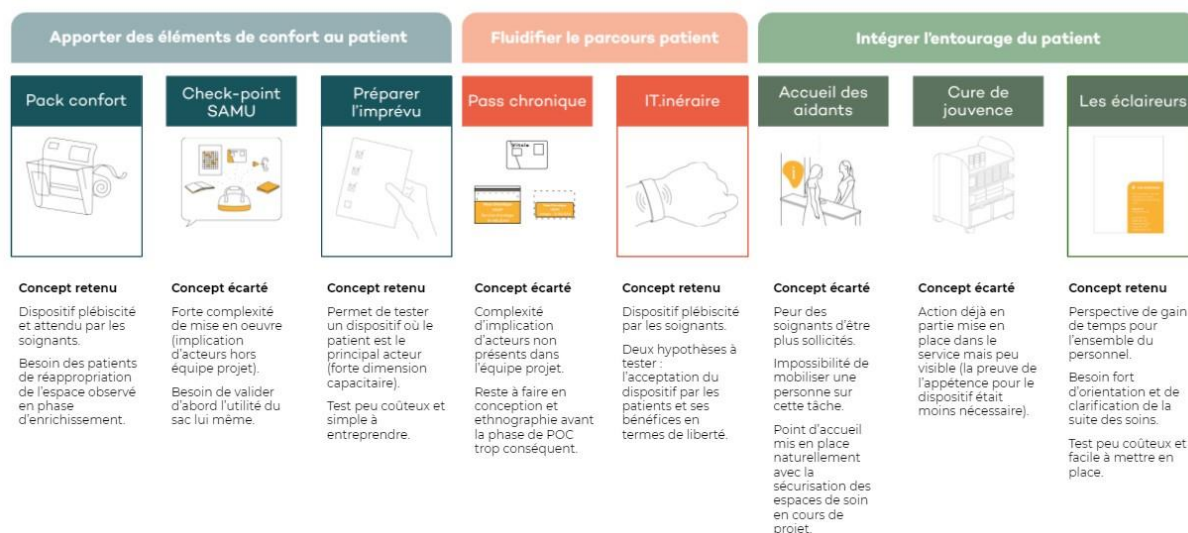 Apporter des éléments de confort au patient
Fluidifier le parcours patient
Intégrer l'entourage du patient
Pack confort
Check-point
SAMU
Préparer
l'imprévu
Pass chronique
IT.inéraire
Accueil des
aidants
Cure de
jouvence
Les éclaireurs
Concept retenu
Dispositif plébiscité
et attendu par les
soignants.
Besoin des patients
de réappropriation
de l'espace observé
en phase
d'enrichissement.
Concept écarté
Forte complexité
de mise en oeuvre
(implication
d'acteurs hors
équipe projet).
Besoin de valider
d'abord l'utilité du
sac lui même.
Concept retenu
Permet de tester
un dispositif où le
patient est le
principal acteur
(forte dimension
capacitaire).
Test peu coûteux et
simple à
entreprendre.
Concept écarté
Complexité
d'implication
d'acteurs non
présents dans
l'équipe projet.
Reste à faire en
conception et
ethnographie avant
la phase de POC
trop conséquent.
Concept retenu
Dispositif plébiscité
par les soignants.
Deux hypothèses à
tester :
l'acceptation du
dispositif par les
patients et ses
bénéfices en
termes de liberté.
Concept écarté
Peur des
soignants d'être
plus sollicités.
Impossibilité de
mobiliser une
personne sur
cette tâche.
Point d'accueil
mis en place
naturellement
avec la
sécurisation des
espaces de soin
en cours de
projet.
Concept écarté
Action déjà en
partie mise en
place dans le
service mais peu
visible (la preuve de
l'appétence pour le
dispositif était
moins nécessaire).
Concept retenu
Perspective de gain
de temps pour
l'ensemble du
personnel.
Besoin fort
d'orientation et de
clarification de la
suite des soins.
Test peu coûteux et
facile à mettre en
place.